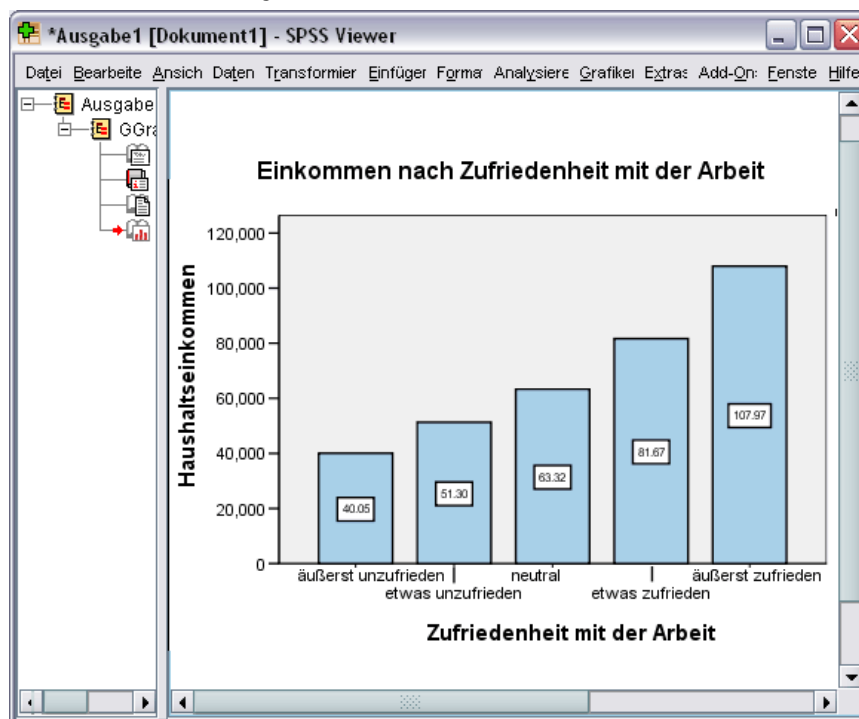 *Ausgabe1 [Dokument1] - SPSS Viewer
Datei Bearbeite Ansich Daten Transformier Einfüger Format Analysiere Grafiker Extras Add-On: Fenste Hilfe
Ausgabe
GGra
Einkommen nach Zufriedenheit mit der Arbeit
Haushaltseinkommen
120,000
100,000
80,000
60,000
40,000
20,000
0
40.05
51.30
63.32
81.67
107.97
äußerst unzufrieden
etwas unzufrieden
neutral
etwas zufrieden
äußerst zufrieden
Zufriedenheit mit der Arbeit